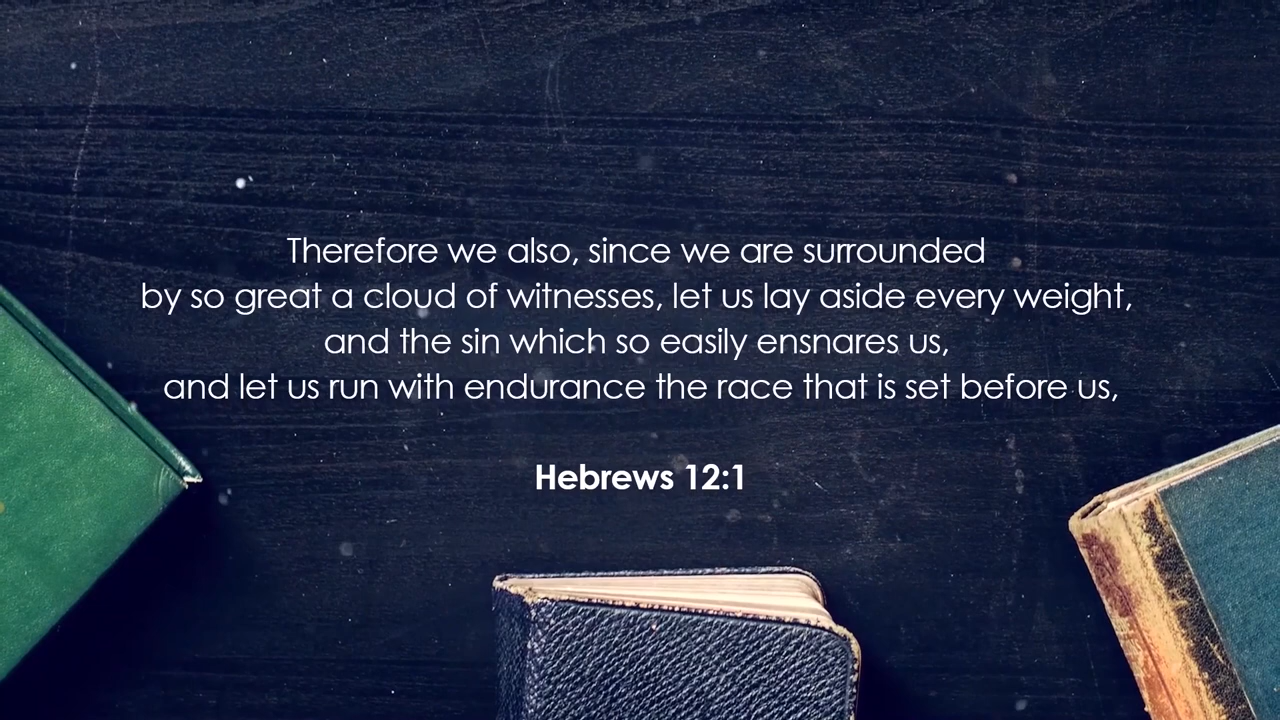 Therefore we also, since we are surrounded
by so great a cloud of witnesses, let us lay aside every weight,
and the sin which so easily ensnares us,
and let us run with endurance the race that is set before us,
Hebrews 12:1